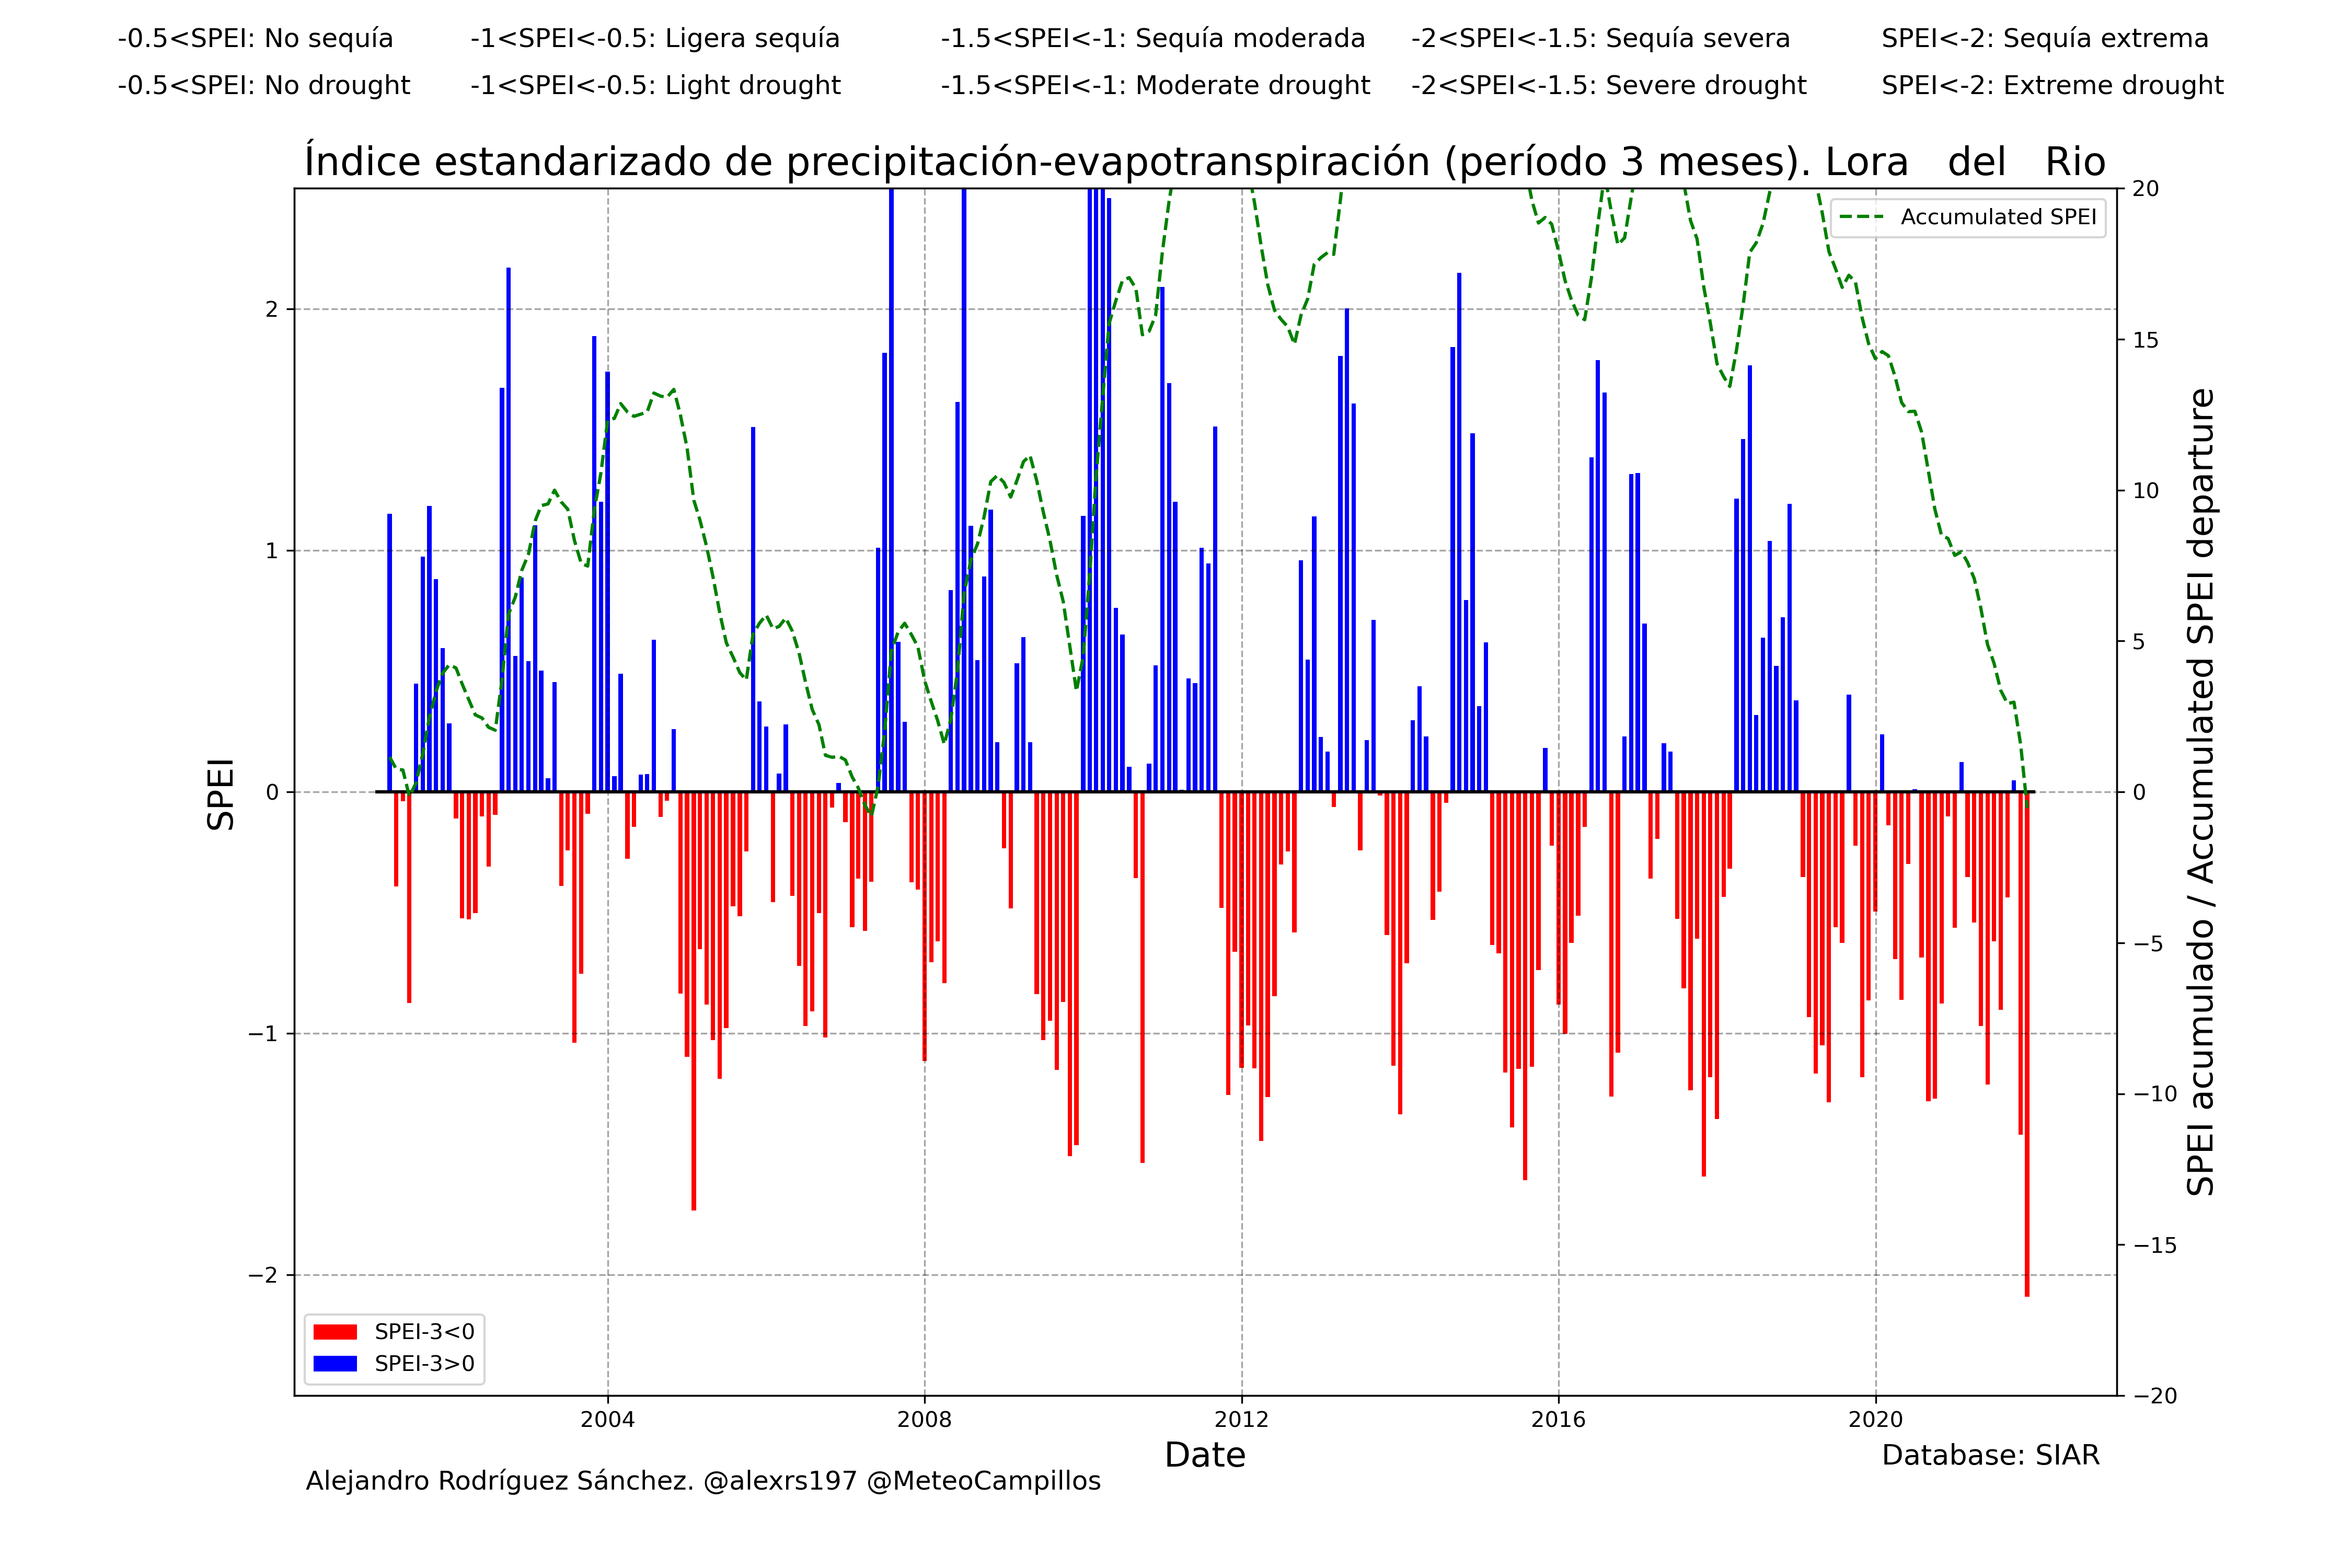 -0.5<SPEI: No sequía -1<SPEI<-0.5: Ligera sequía -1.5<SPEI<-1: Sequía moderada -2<SPEI<-1.5: Sequía severa SPEI<-2: Sequía extrema
-0.5<SPEI: No drought -1<SPEI<-0.5: Light drought -1.5<SPEI<-1: Moderate drought -2<SPEI<-1.5: Severe drought SPEI<-2: Extreme drought
Índice estandarizado de precipitación-evapotranspiración (período 3 meses). Lora del Rio
Accumulated SPEI
SPEI
2
1
0
−1
−2
20
15
10
5
0
−5
−10
−15
−20
SPEI acumulado / Accumulated SPEI departure
SPEI-3<0
SPEI-3>0
2004 2008 2012 2016 2020
Date
Database: SIAR
Alejandro Rodríguez Sánchez. @alexrs197 @MeteoCampillos